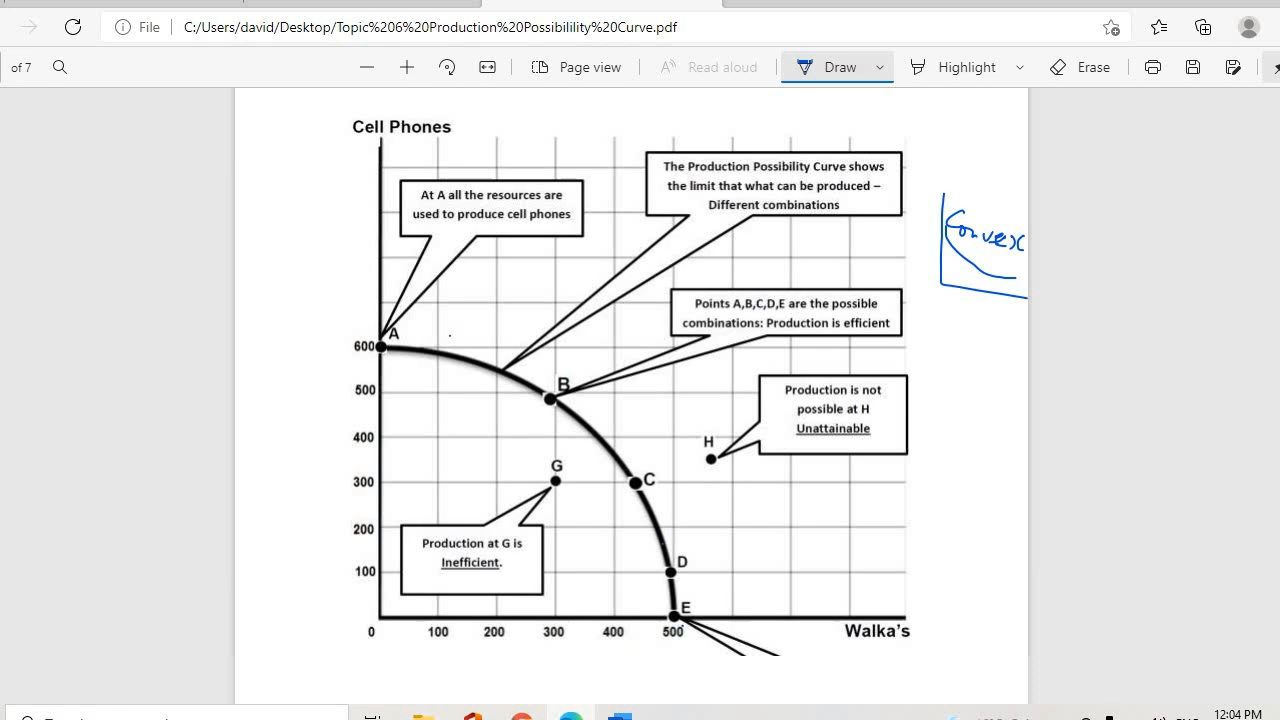 File C:/Users/david/Desktop/Topic%206%20Production%20Possibilility%20Curve.pdf
of 7 Page view Read aloud Draw Highlight Erase
Cell Phones
At A all the resources are
used to produce cell phones
The Production Possibility Curve shows
the limit that what can be produced –
Different combinations
Convex
Points A,B,C,D,E are the possible
combinations: Production is efficient
A
600
B
500
Production is not
possible at H
Unattainable
400
H
G
C
300
200
Production at G is
Inefficient.
D
100
E
0 100 200 300 400 500
Walka's
12:04 PM